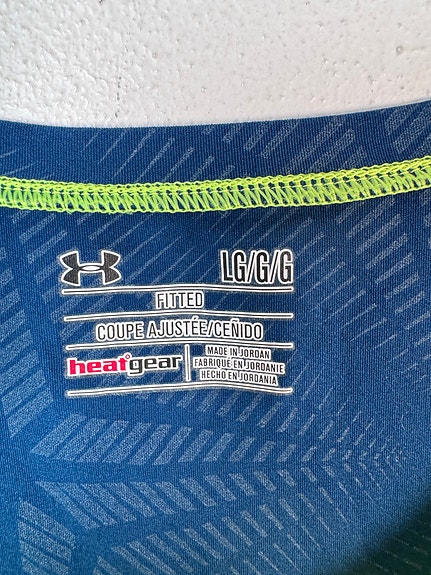 LG/G/G
FITTED
COUPE AJUSTÉE/CEÑIDO
heatgear
MADE IN JORDAN
FABRIQUÉ EN JORDANIE
HECHO EN JORDANIA